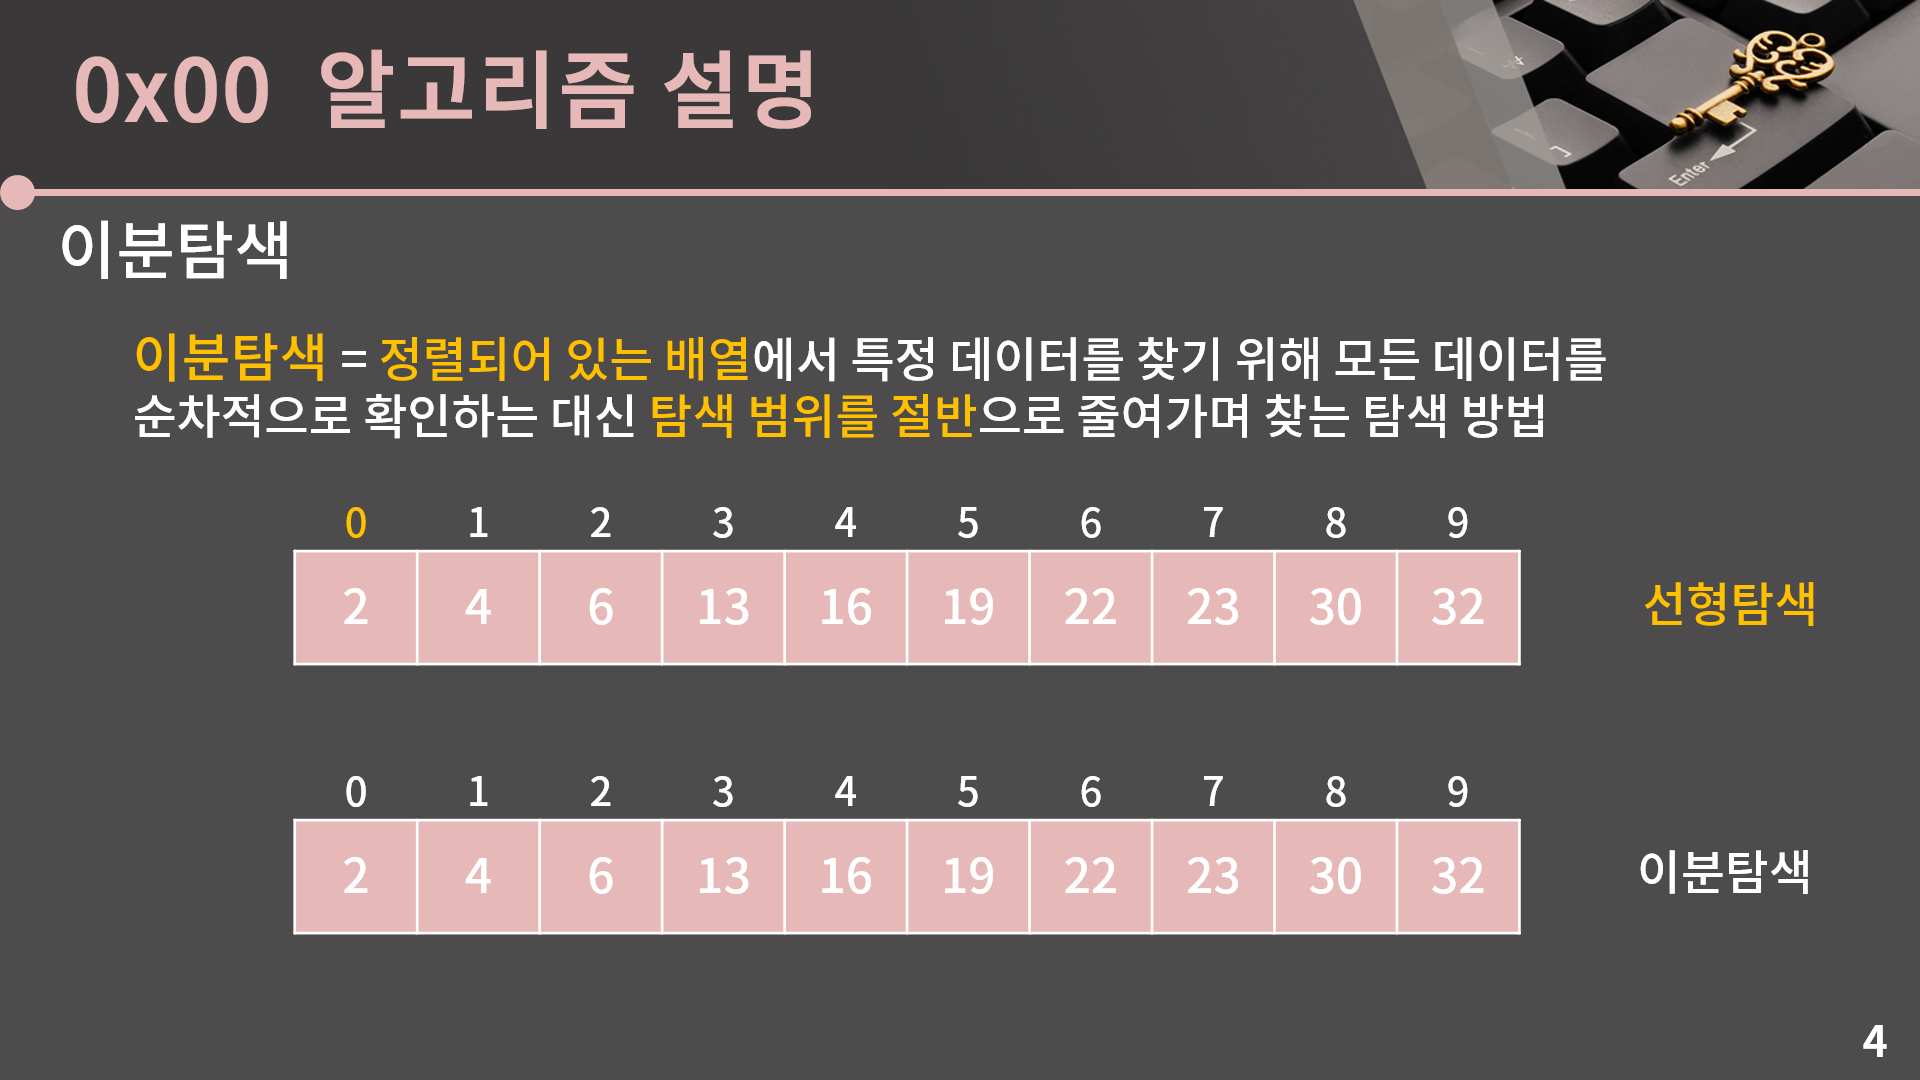 0x00 알고리즘 설명
Enter
이분탐색
이분탐색 = 정렬되어 있는 배열에서 특정 데이터를 찾기 위해 모든 데이터를
순차적으로 확인하는 대신 탐색 범위를 절반으로 줄여가며 찾는 탐색 방법
0 1 2 3 4 5 6 7 8 9
2 4 6 13 16 19 22 23 30 32
선형탐색
0 1 2 3 4 5 6 7 8 9
2 4 6 13 16 19 22 23 30 32
이분탐색
4